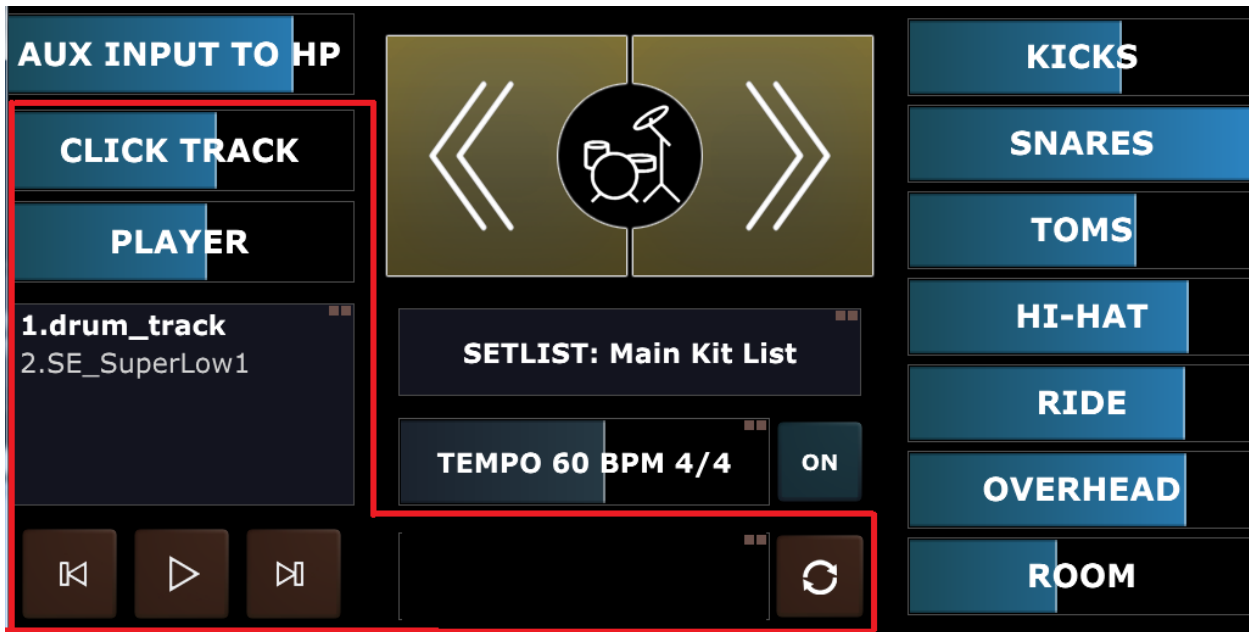 AUX INPUT TO HP
CLICK TRACK
PLAYER
1.drum_track
2.SE_SuperLow1
SETLIST: Main Kit List
TEMPO 60 BPM 4/4
ON
KICKS
SNARES
TOMS
HI-HAT
RIDE
OVERHEAD
ROOM